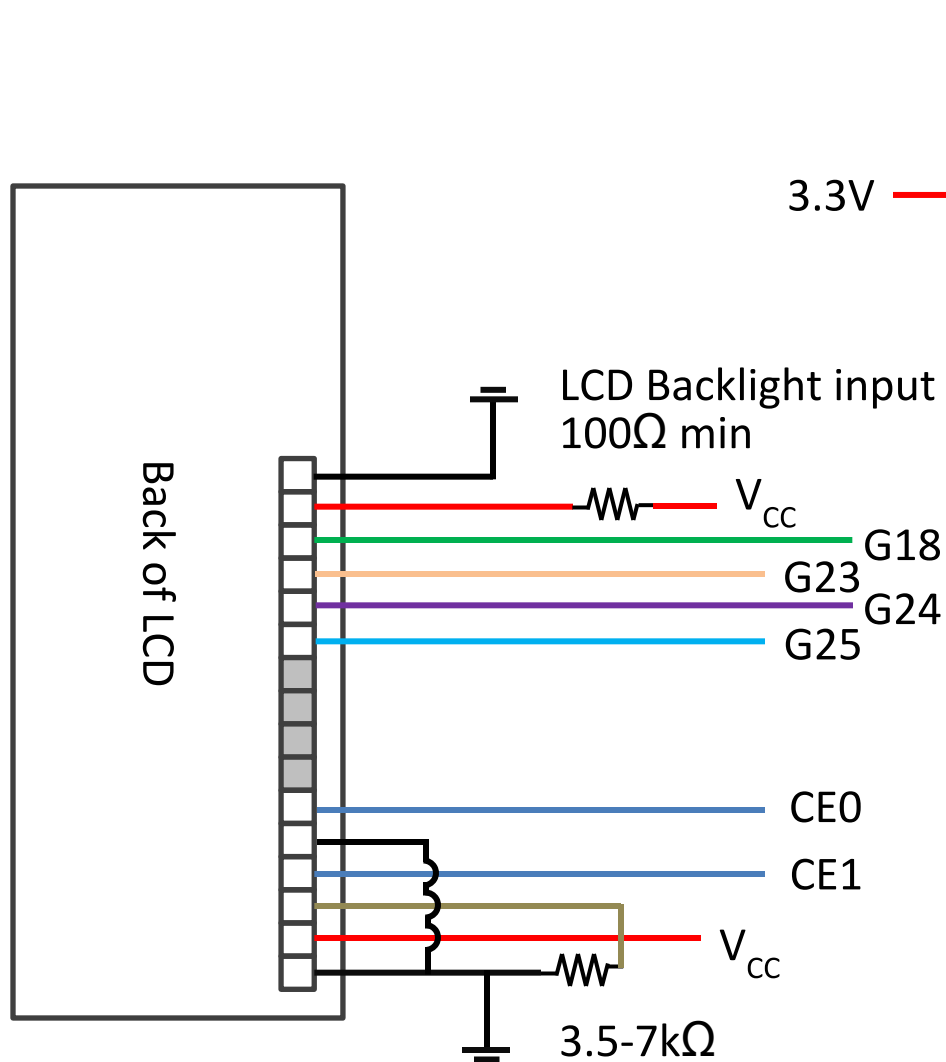 3.3V
LCD Backlight input
100Ω min
VCC
G18
G23
G24
G25
Back of LCD
CE0
CE1
VCC
3.5-7kΩ